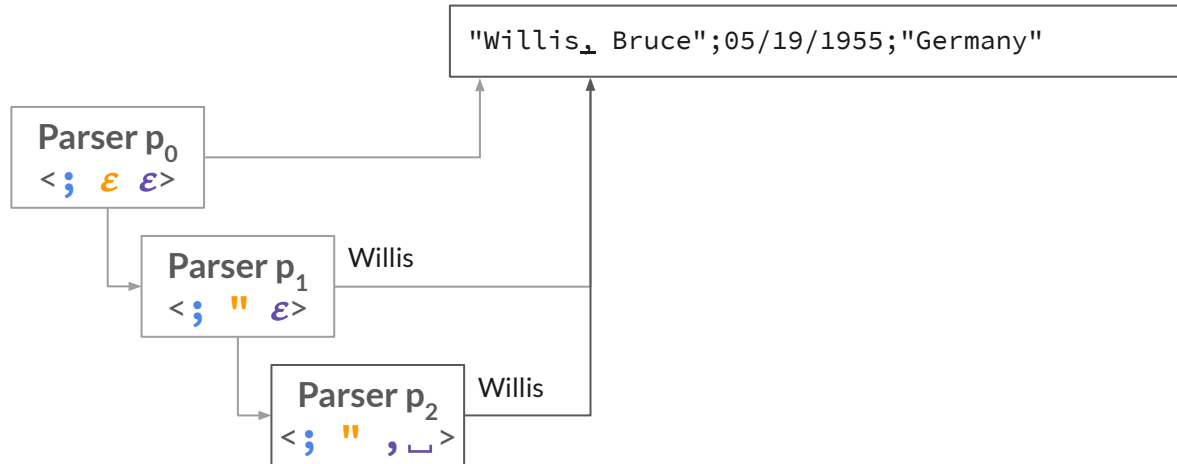 "Willis, Bruce";05/19/1955;"Germany"
Parser p₀
<; ε ε>
Parser p₁
<; " ε>
Willis
Parser p₂
<; " ,␣>
Willis